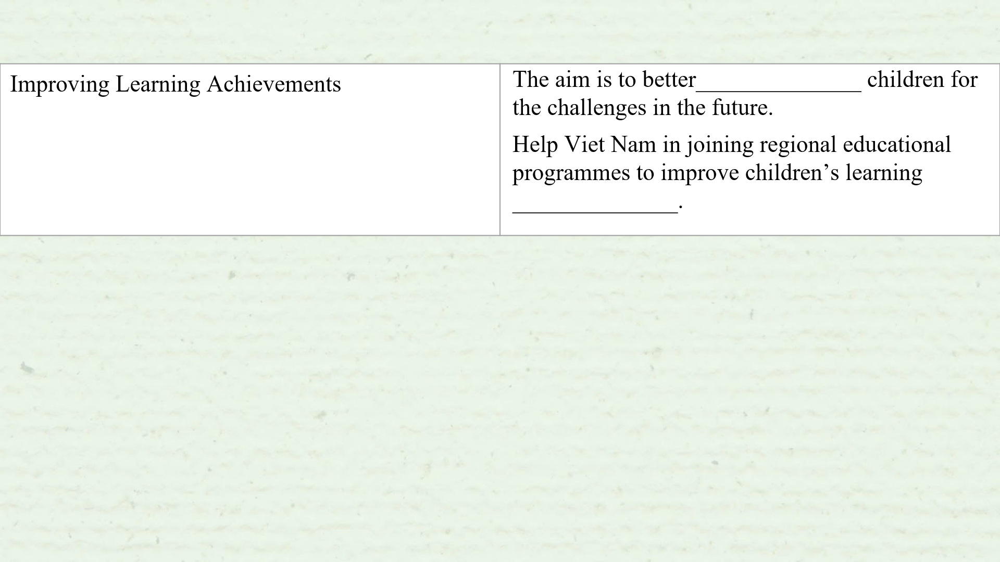 Improving Learning Achievements
The aim is to better______________ children for
the challenges in the future.
Help Viet Nam in joining regional educational
programmes to improve children’s learning
______________.